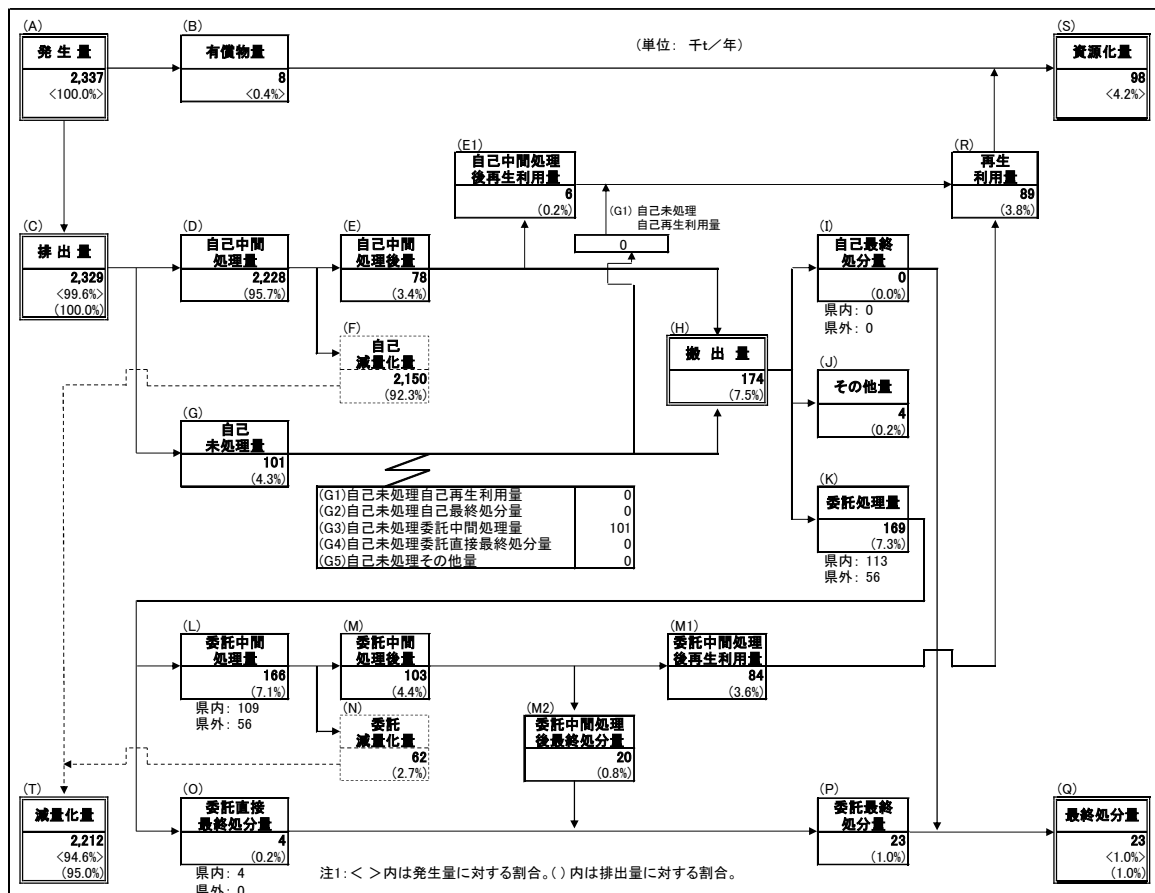 (A)
発 生 量
2,337
<100.0%>
(B)
有償物量
8
<0.4%>
(単位: 千t/年)
(S)
資源化量
98
<4.2%>
(E1)
自己中間処理
後再生利用量
6
(0.2%)
(G1) 自己未処理
自己再生利用量
0
(R)
再生
利用量
89
(3.8%)
(C)
排 出 量
2,329
<99.6%>
(100.0%)
(D)
自己中間
処理量
2,228
(95.7%)
(E)
自己中間
処理後量
78
(3.4%)
(F)
自己
減量化量
2,150
(92.3%)
(G)
自己
未処理量
101
(4.3%)
(H)
搬 出 量
174
(7.5%)
(I)
自己最終
処分量
0
(0.0%)
県内: 0
県外: 0
(J)
その他量
4
(0.2%)
(K)
委託処理量
169
(7.3%)
県内: 113
県外: 56
(G1)自己未処理自己再生利用量 0
(G2)自己未処理自己最終処分量 0
(G3)自己未処理委託中間処理量 101
(G4)自己未処理委託直接最終処分量 0
(G5)自己未処理その他量 0
(L)
委託中間
処理量
166
(7.1%)
県内: 109
県外: 56
(M)
委託中間
処理後量
103
(4.4%)
(N)
委託
減量化量
62
(2.7%)
(M1)
委託中間処理
後再生利用量
84
(3.6%)
(M2)
委託中間処理
後最終処分量
20
(0.8%)
(T)
減量化量
2,212
<94.6%>
(95.0%)
(O)
委託直接
最終処分量
4
(0.2%)
県内: 4
県外: 0
(P)
委託最終
処分量
23
(1.0%)
(Q)
最終処分量
23
<1.0%>
(1.0%)
注1:< >内は発生量に対する割合。( )内は排出量に対する割合。